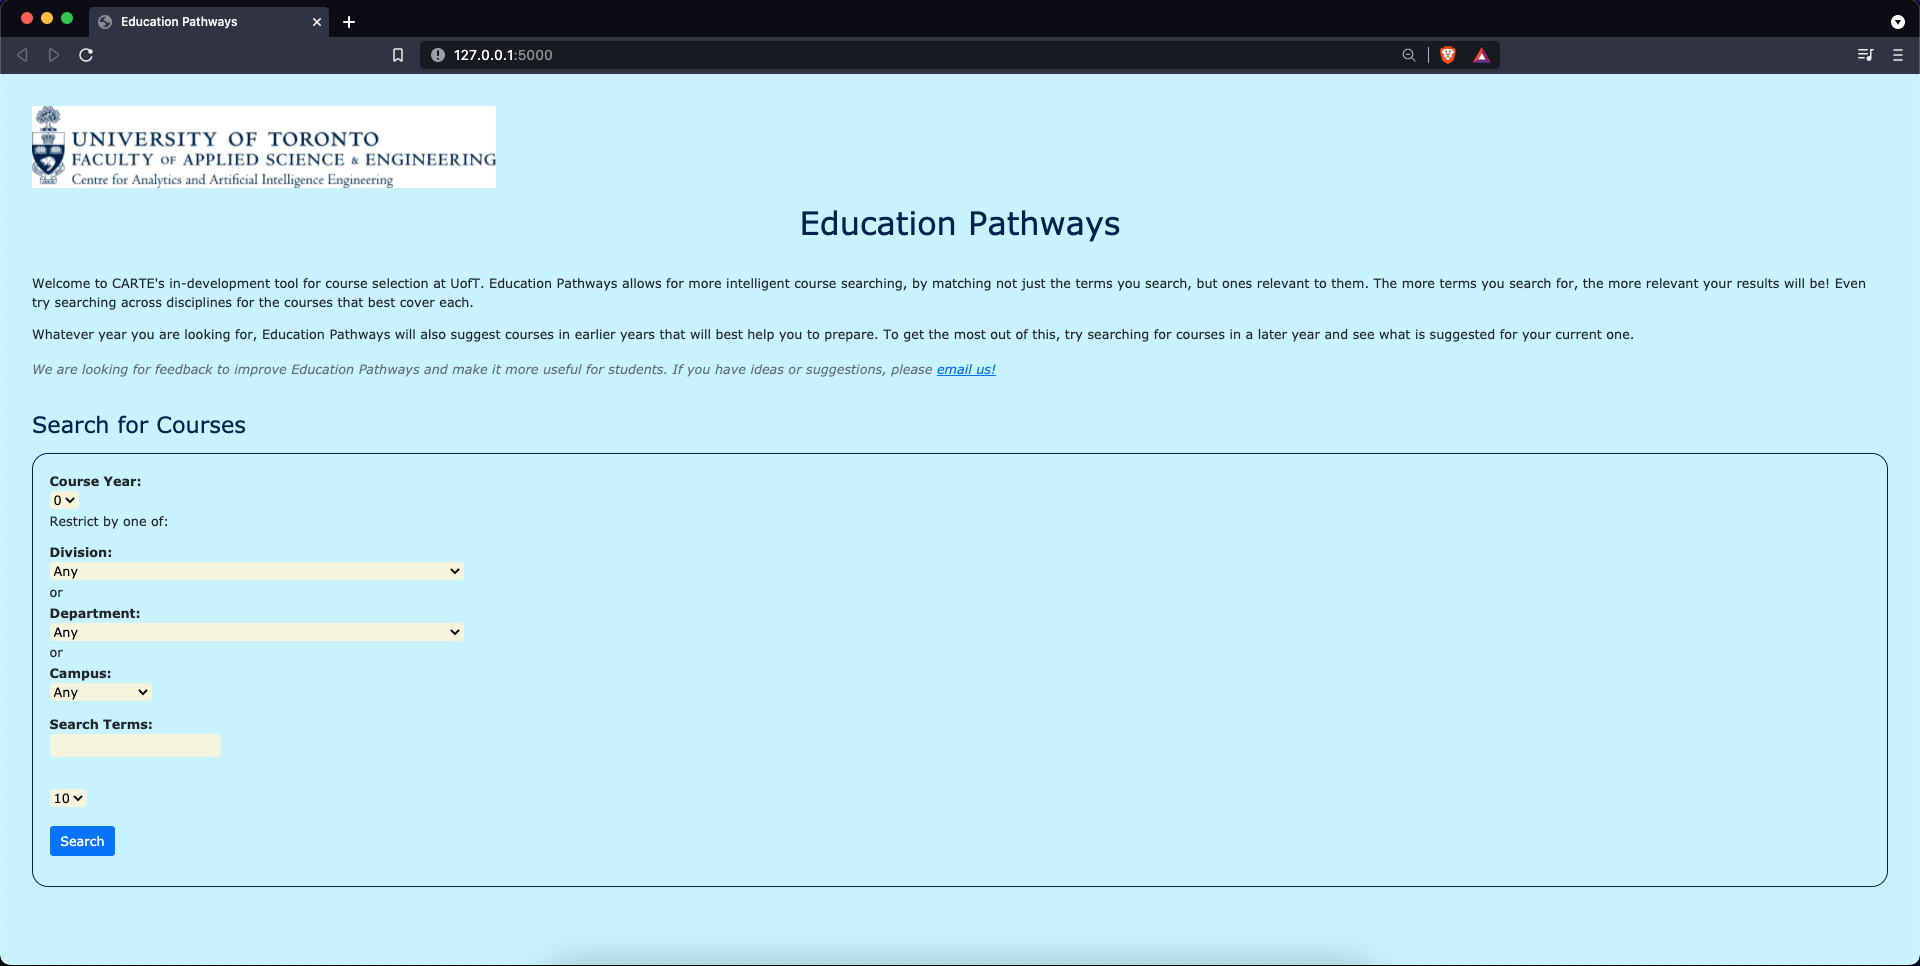 Education Pathways
127.0.0.1:5000
UNIVERSITY OF TORONTO
FACULTY OF APPLIED SCIENCE & ENGINEERING
Centre for Analytics and Artificial Intelligence Engineering
Education Pathways
Welcome to CARTE's in-development tool for course selection at UofT. Education Pathways allows for more intelligent course searching, by matching not just the terms you search, but ones relevant to them. The more terms you search for, the more relevant your results will be! Even
try searching across disciplines for the courses that best cover each.
Whatever year you are looking for, Education Pathways will also suggest courses in earlier years that will best help you to prepare. To get the most out of this, try searching for courses in a later year and see what is suggested for your current one.
We are looking for feedback to improve Education Pathways and make it more useful for students. If you have ideas or suggestions, please email us!
Search for Courses
Course Year:
0
Restrict by one of:
Division:
Any
or
Department:
Any
or
Campus:
Any
Search Terms:
10
Search